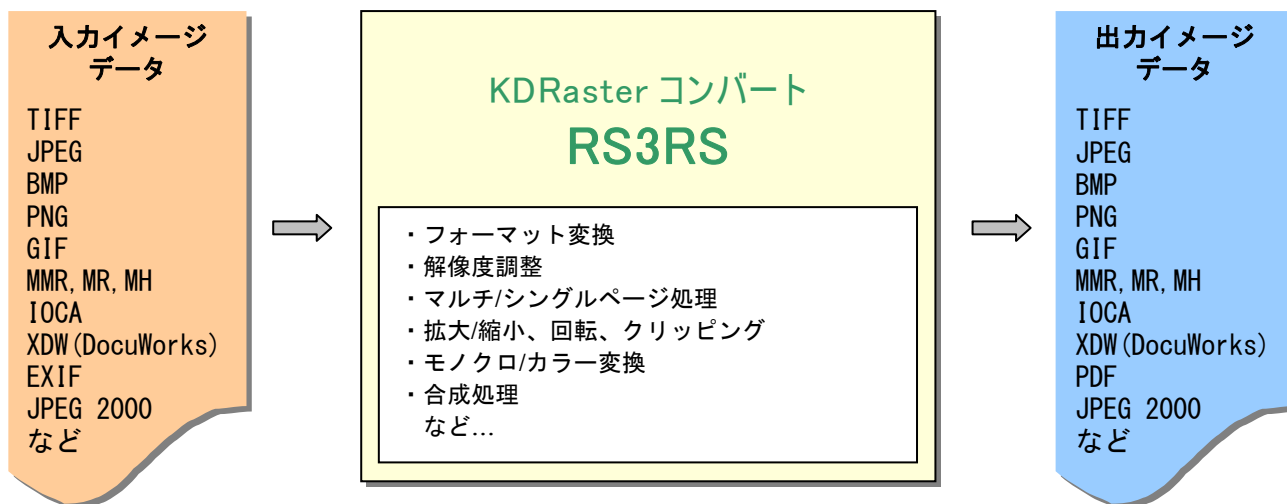 入力イメージ
データ
TIFF
JPEG
BMP
PNG
GIF
MMR,MR,MH
IOCA
XDW(DocuWorks)
EXIF
JPEG 2000
など
KDRaster コンバート
RS3RS
・フォーマット変換
・解像度調整
・マルチ/シングルページ処理
・拡大/縮小、回転、クリッピング
・モノクロ/カラー変換
・合成処理
など…
出力イメージ
データ
TIFF
JPEG
BMP
PNG
GIF
MMR,MR,MH
IOCA
XDW(DocuWorks)
PDF
JPEG 2000
など